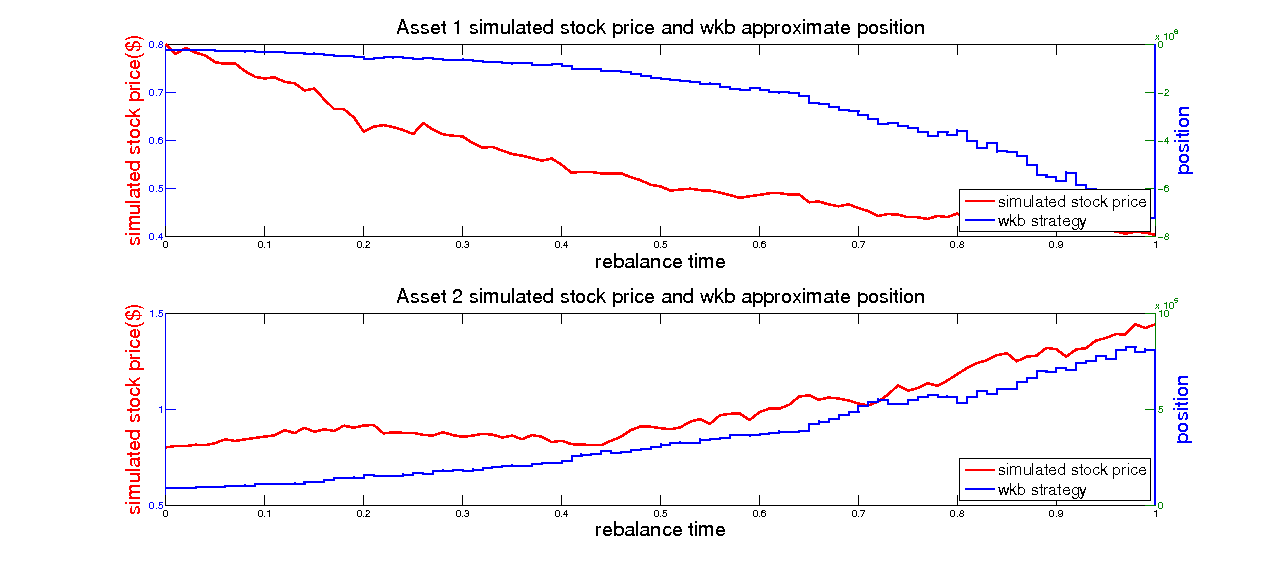 Asset 1 simulated stock price and wkb approximate position
0.8
0.7
0.6
0.5
0.4
simulated stock price($)
0 0.1 0.2 0.3 0.4 0.5 0.6 0.7 0.8 0.9 1
rebalance time
0
−2
−4
−6
−8
position
simulated stock price
wkb strategy
Asset 2 simulated stock price and wkb approximate position
1.5
1
0.5
simulated stock price($)
0 0.1 0.2 0.3 0.4 0.5 0.6 0.7 0.8 0.9 1
rebalance time
10
5
0
position
simulated stock price
wkb strategy